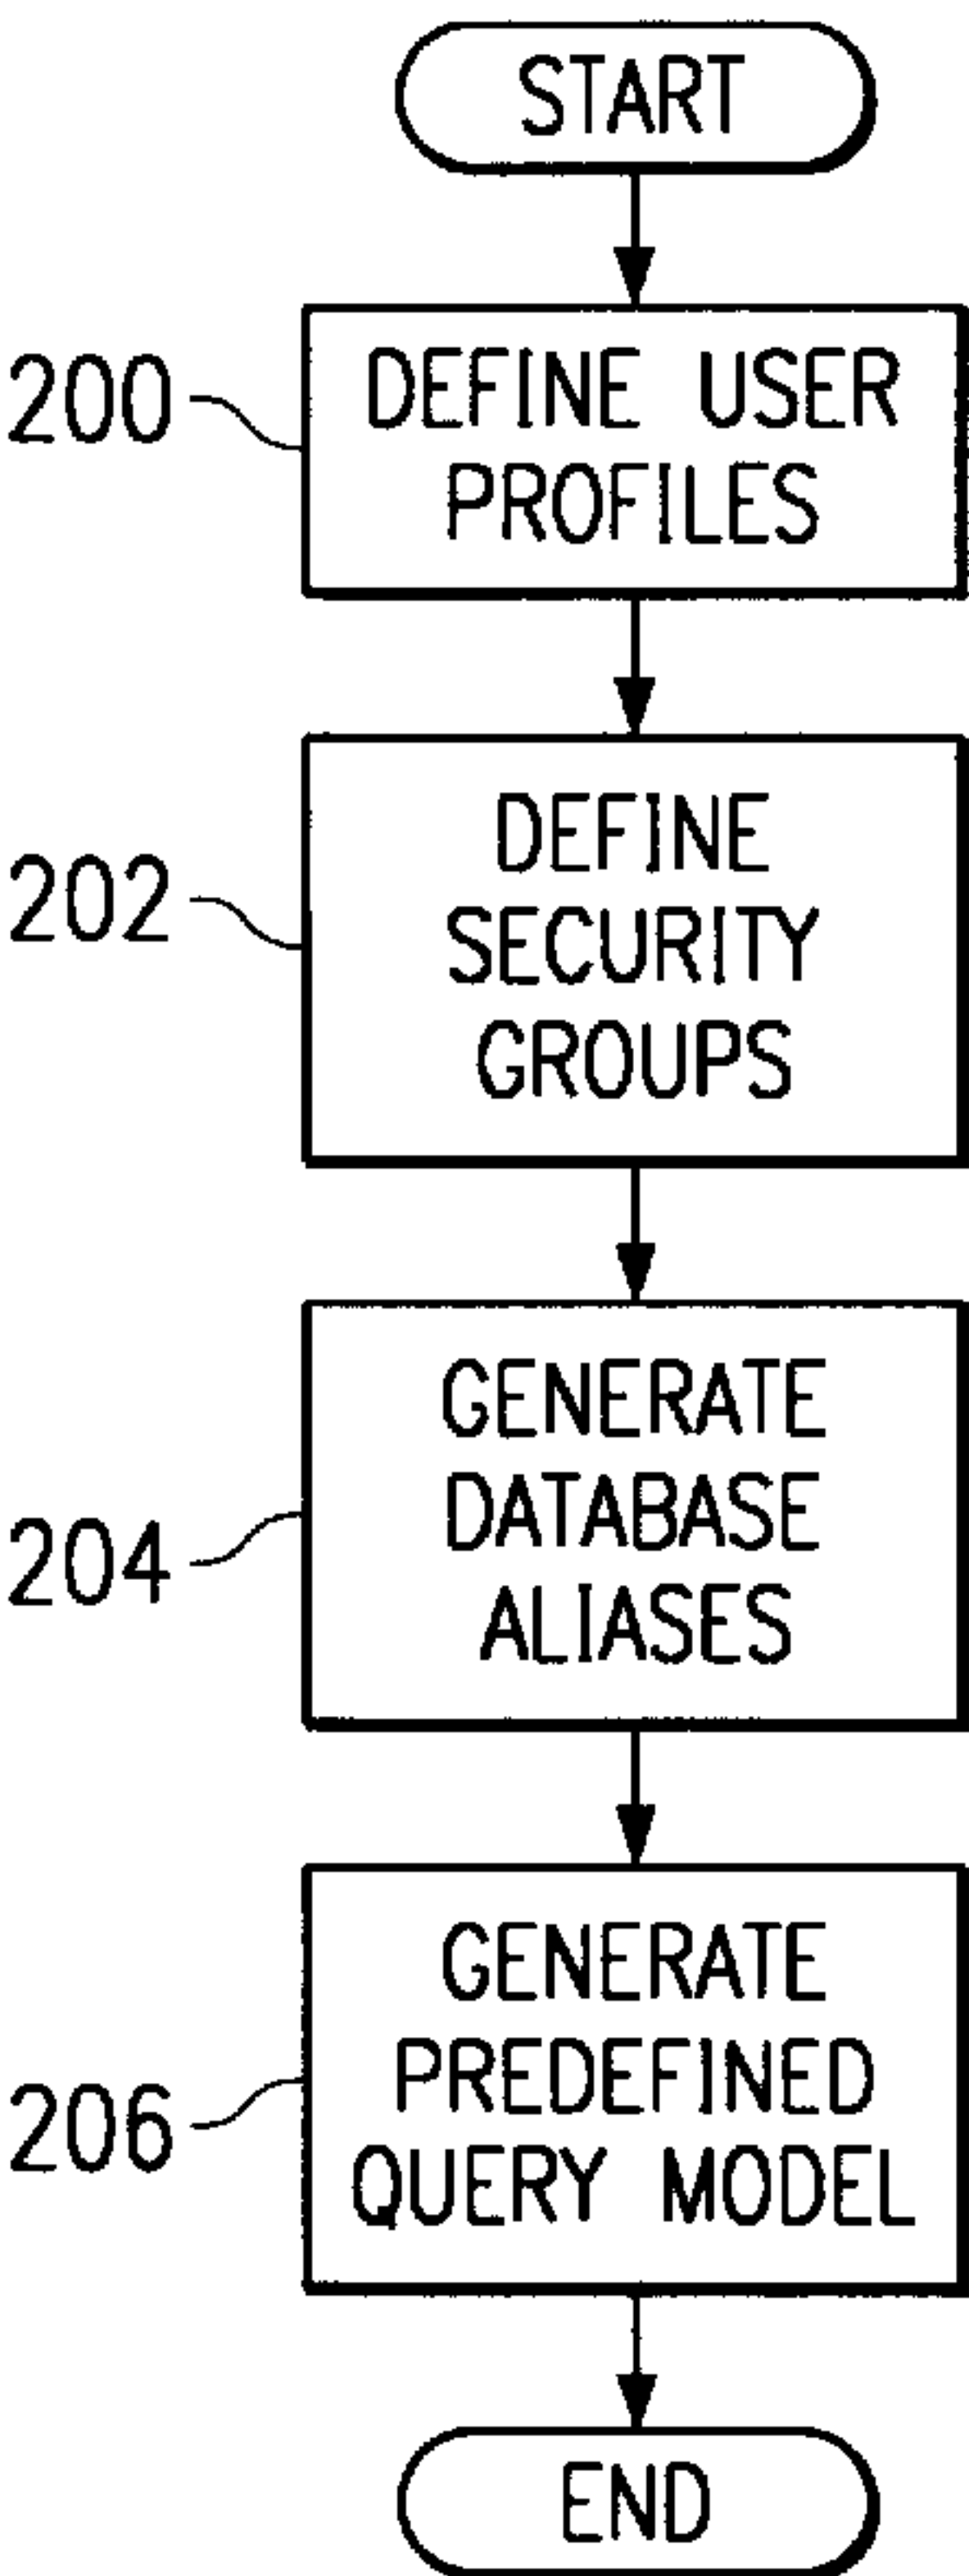 START
200
DEFINE USER
PROFILES
202
DEFINE
SECURITY
GROUPS
204
GENERATE
DATABASE
ALIASES
206
GENERATE
PREDEFINED
QUERY MODEL
END